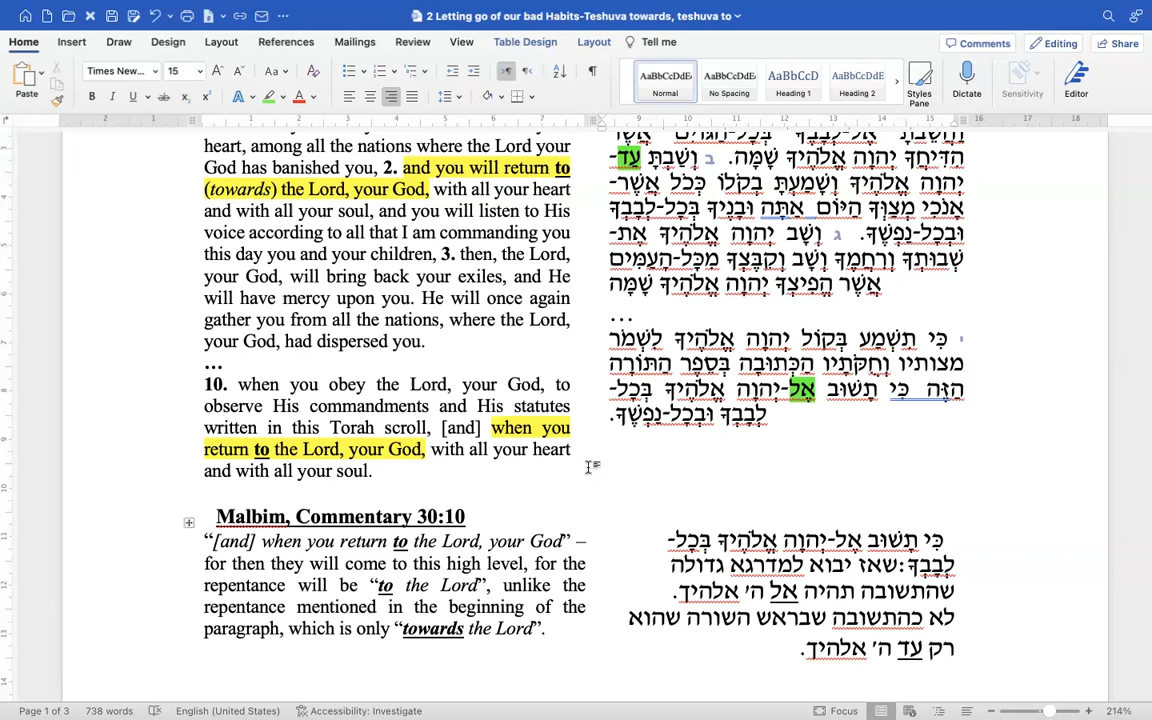 2 Letting go of our bad Habits-Teshuva towards, teshuva to
Home Insert Draw Design Layout References Mailings Review View Table Design Layout Tell me Comments Editing Share
Paste Times New... 15 Aa AaBbCcDdE AaBbCcDdE AaBbCcD AaBbCcDdE
Normal No Spacing Heading 1 Heading 2 Styles Pane Dictate Sensitivity Editor
heart, among all the nations where the Lord your
God has banished you, 2. and you will return to
(towards) the Lord, your God, with all your heart
and with all your soul, and you will listen to His
voice according to all that I am commanding you
this day you and your children, 3. then, the Lord,
your God, will bring back your exiles, and He
will have mercy upon you. He will once again
gather you from all the nations, where the Lord,
your God, had dispersed you.
...
10. when you obey the Lord, your God, to
observe His commandments and His statutes
written in this Torah scroll, [and] when you
return to the Lord, your God, with all your heart
and with all your soul.
הִדִּיחֲךָ יְהוָה אֱלֹהֶיךָ שָׁמָּה. ב וְשַׁבְתָּ עַד-
יְהוָה אֱלֹהֶיךָ וְשָׁמַעְתָּ בְקֹלוֹ כְּכֹל אֲשֶׁר-
אָנֹכִי מְצַוְּךָ הַיּוֹם אַתָּה וּבָנֶיךָ בְּכָל-לְבָבְךָ
וּבְכָל-נַפְשֶׁךָ. ג וְשָׁב יְהוָה אֱלֹהֶיךָ אֶת-
שְׁבוּתְךָ וְרִחֲמֶךָ וְשָׁב וְקִבֶּצְךָ מִכָּל-הָעַמִּים
אֲשֶׁר הֱפִיצְךָ יְהוָה אֱלֹהֶיךָ שָׁמָּה
...
י כִּי תִשְׁמַע בְּקוֹל יְהוָה אֱלֹהֶיךָ לִשְׁמֹר
מִצְוֹתָיו וְחֻקֹּתָיו הַכְּתוּבָה בְּסֵפֶר הַתּוֹרָה
הַזֶּה כִּי תָשׁוּב אֶל-יְהוָה אֱלֹהֶיךָ בְּכָל-
לְבָבְךָ וּבְכָל-נַפְשֶׁךָ.
Malbim, Commentary 30:10
“[and] when you return to the Lord, your God” –
for then they will come to this high level, for the
repentance will be “to the Lord”, unlike the
repentance mentioned in the beginning of the
paragraph, which is only “towards the Lord”.
כִּי תָשׁוּב אֶל-יְהוָה אֱלֹהֶיךָ בְּכָל-
לְבָבְךָ: שאז יבוא למדרגא גדולה
שהתשובה תהיה אל ה' אלהיך.
לא כהתשובה שבראש השורה שהוא
רק עד ה' אלהיך.
Page 1 of 3 738 words English (United States) Accessibility: Investigate Focus 214%